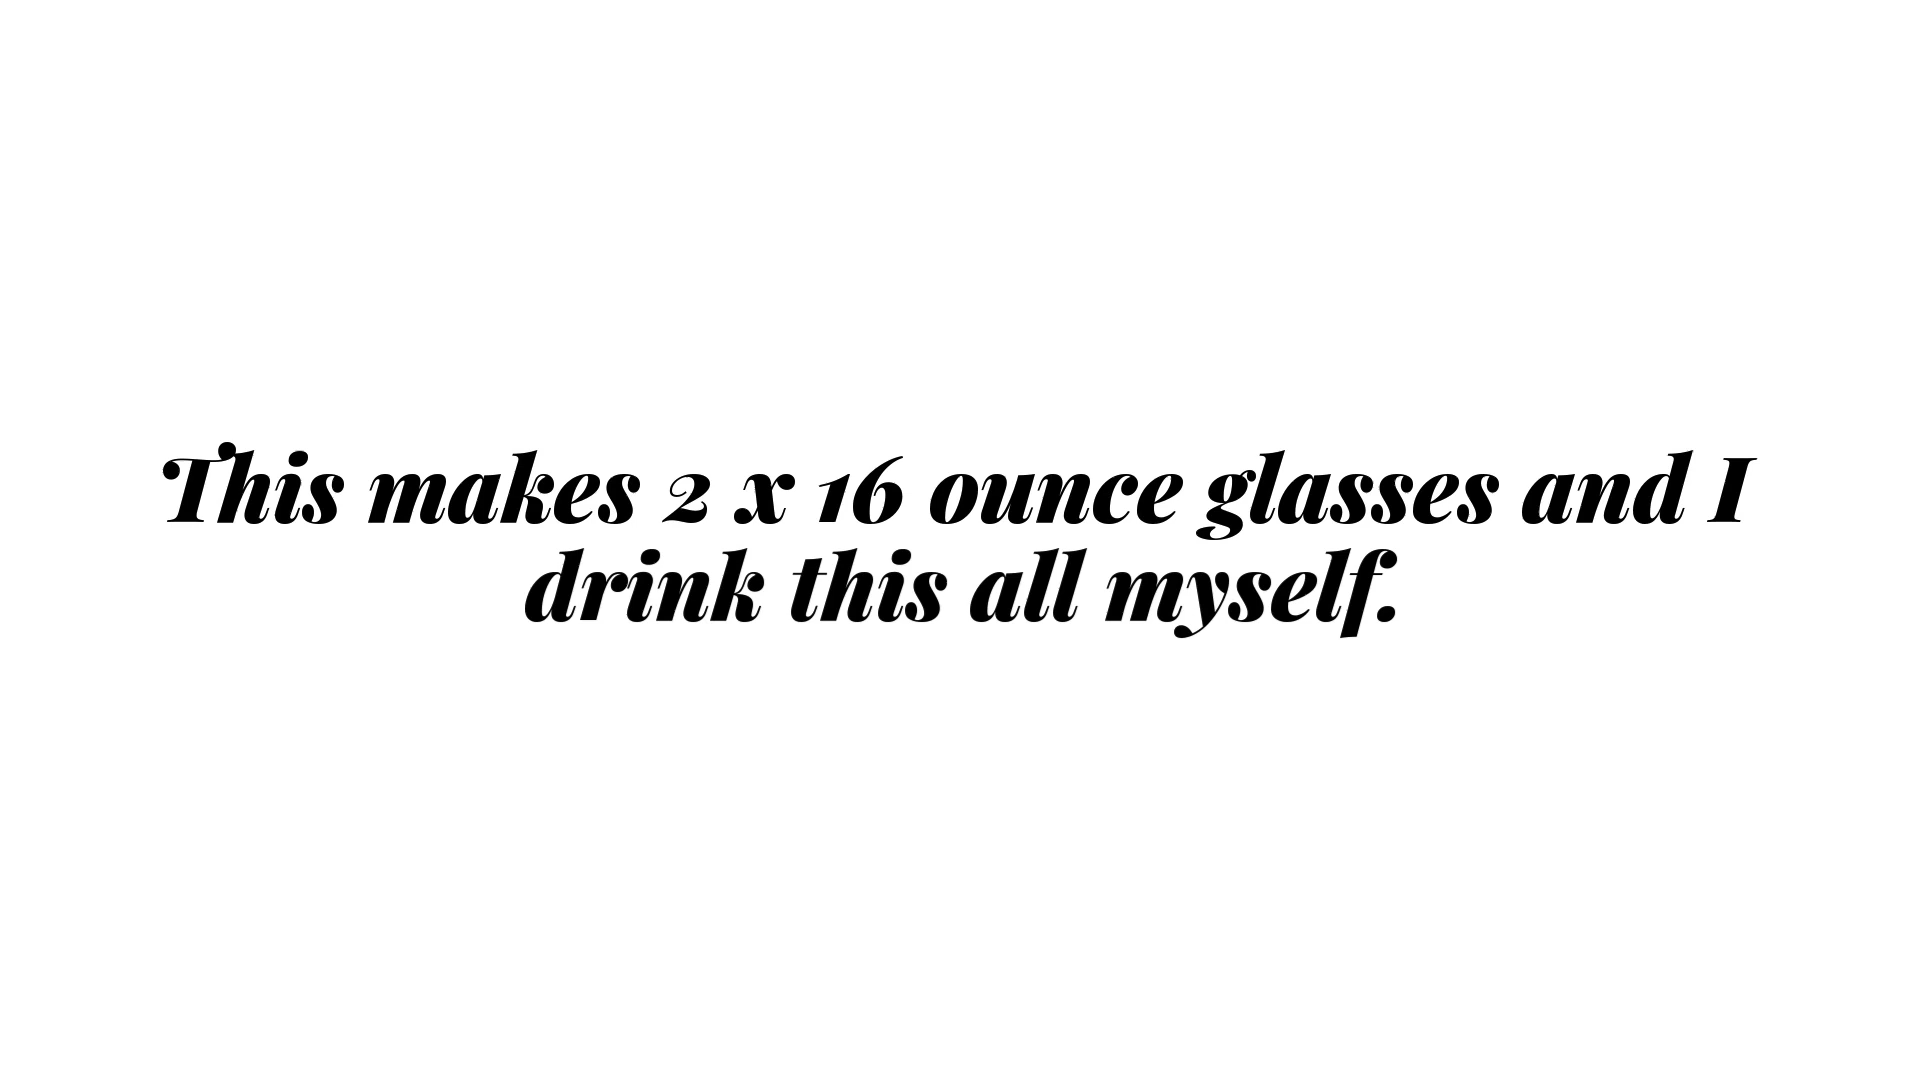 This makes 2 x 16 ounce glasses and I
drink this all myself.